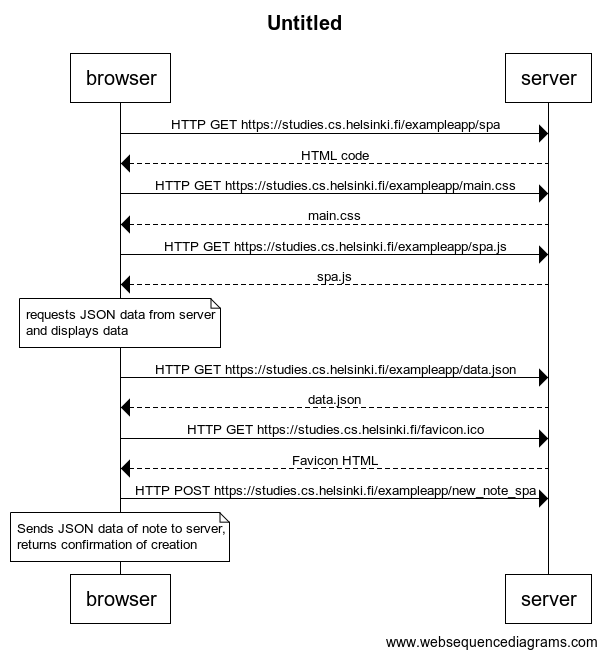 Untitled
browser
server
HTTP GET https://studies.cs.helsinki.fi/exampleapp/spa
HTML code
HTTP GET https://studies.cs.helsinki.fi/exampleapp/main.css
main.css
HTTP GET https://studies.cs.helsinki.fi/exampleapp/spa.js
spa.js
requests JSON data from server
and displays data
HTTP GET https://studies.cs.helsinki.fi/exampleapp/data.json
data.json
HTTP GET https://studies.cs.helsinki.fi/favicon.ico
Favicon HTML
HTTP POST https://studies.cs.helsinki.fi/exampleapp/new_note_spa
Sends JSON data of note to server,
returns confirmation of creation
browser
server
www.websequencediagrams.com